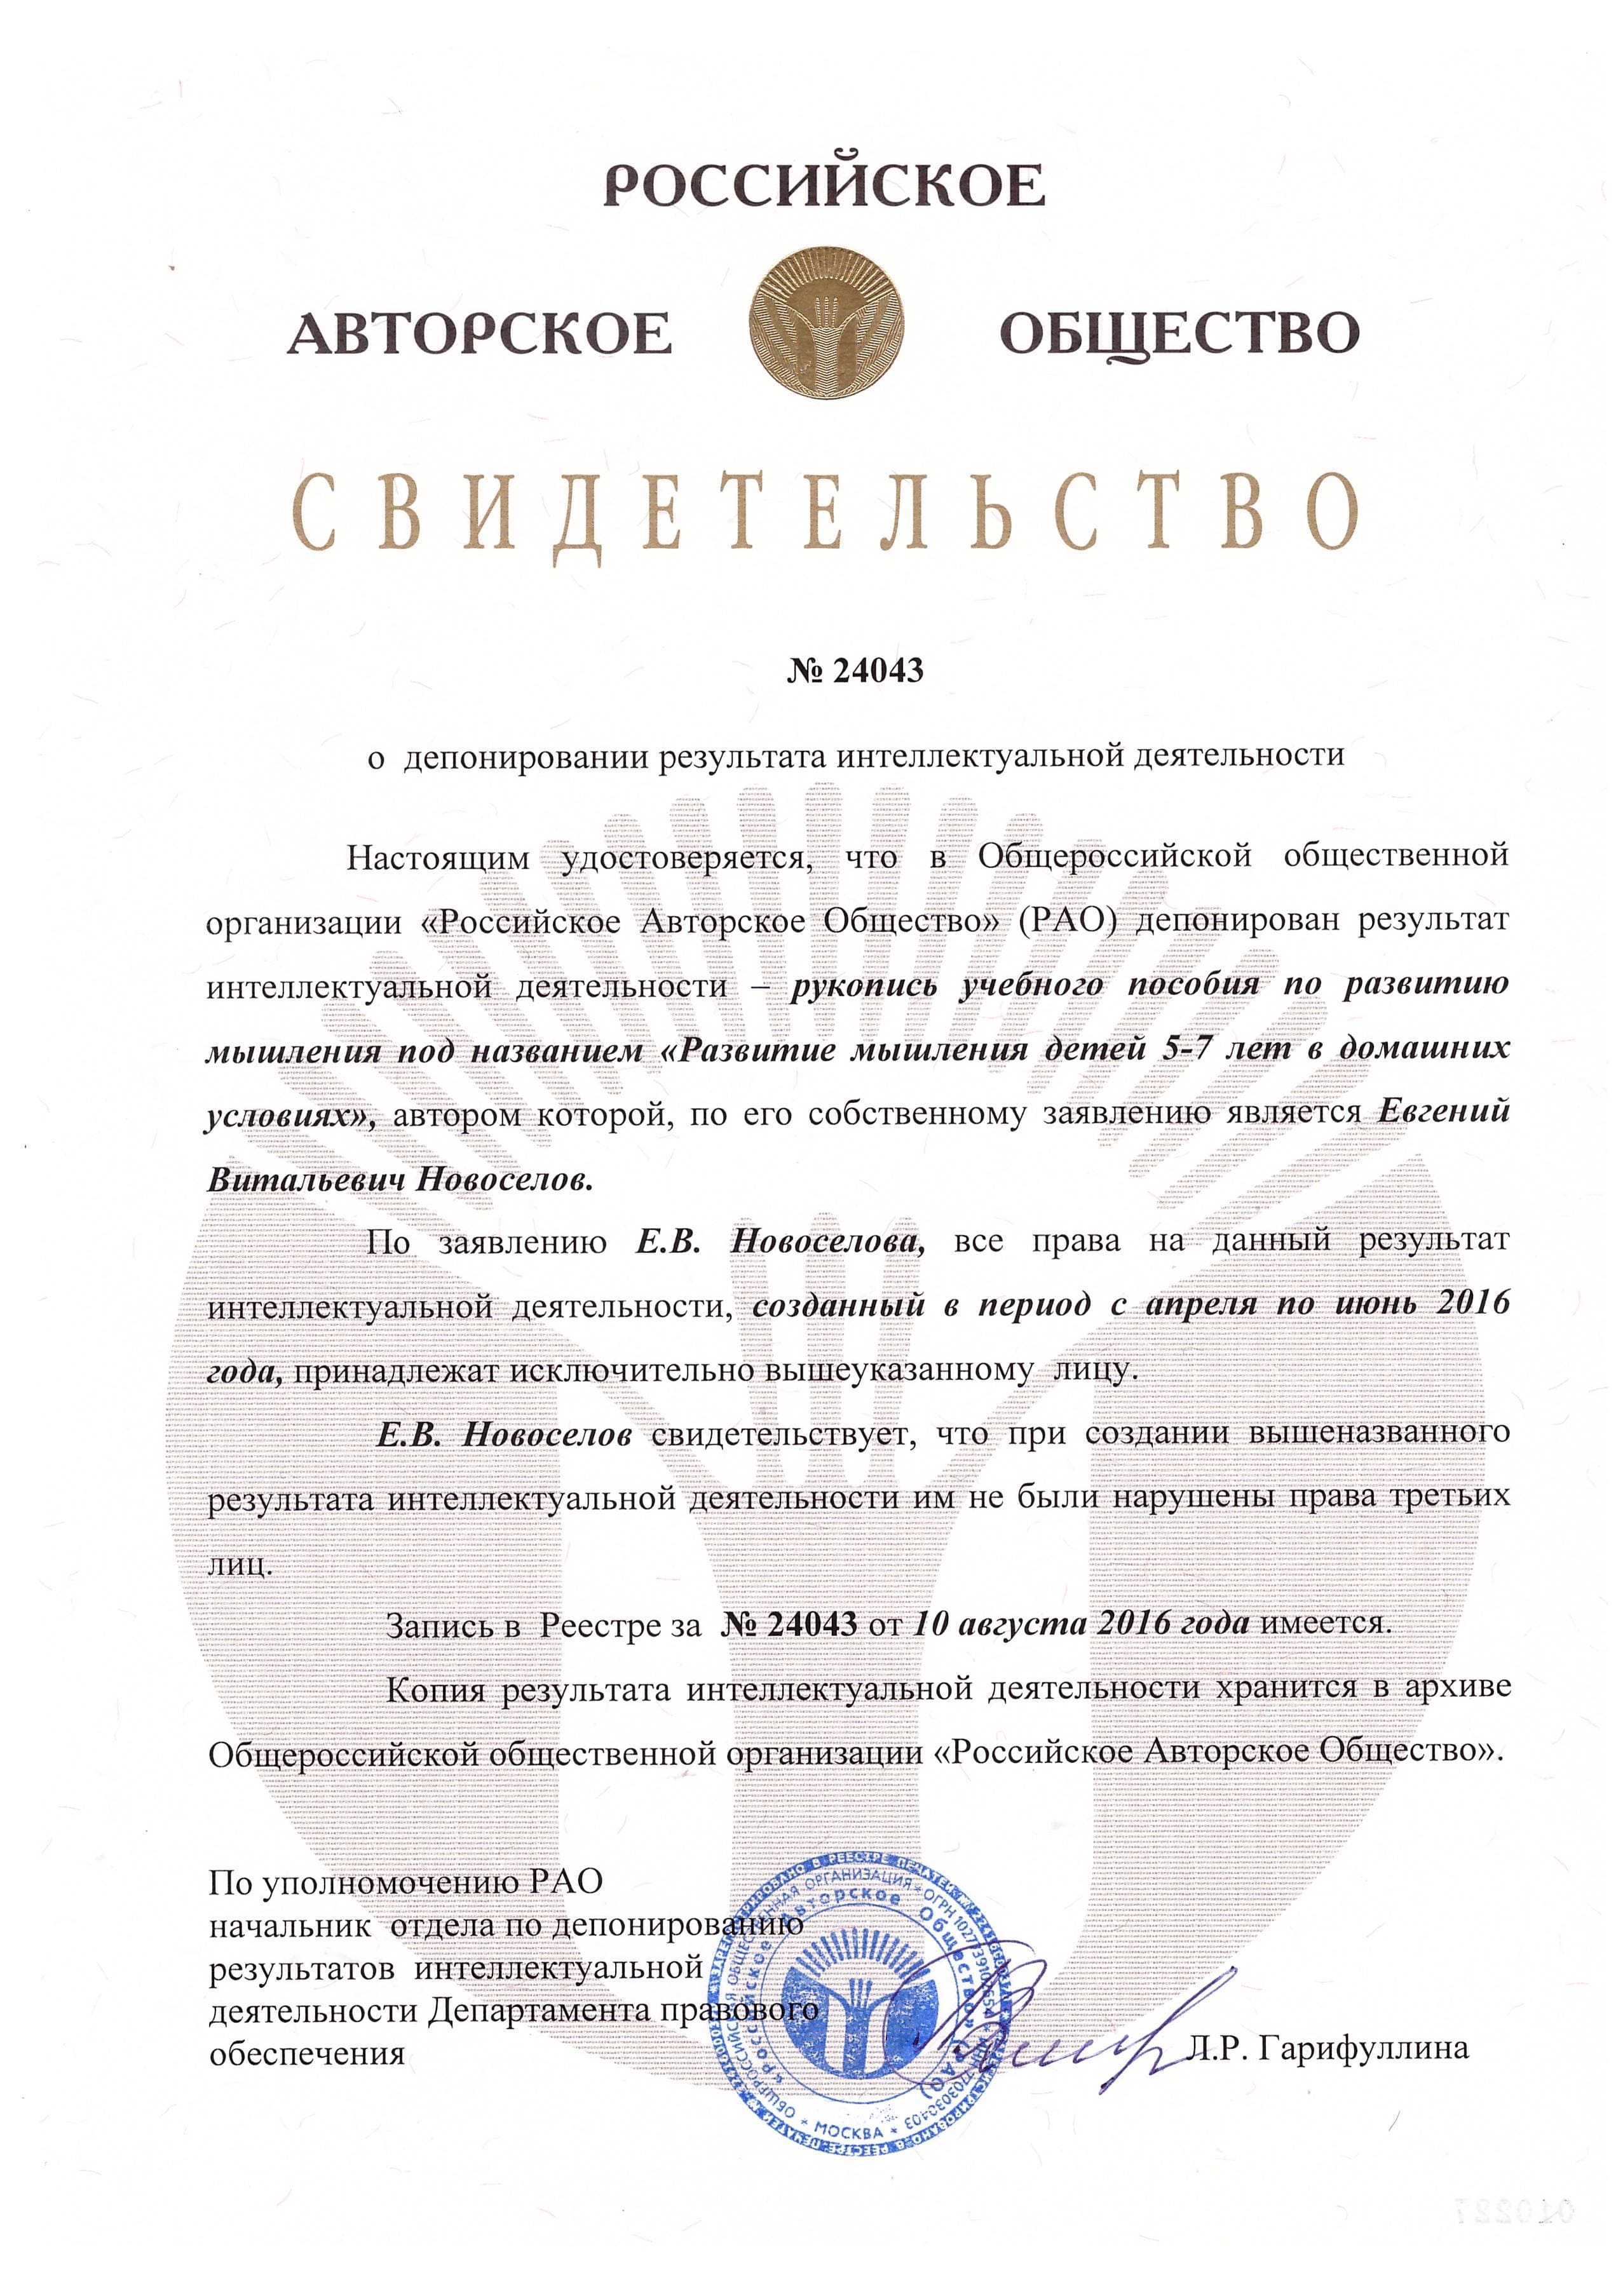 РОССИЙСКОЕ
АВТОРСКОЕ ОБЩЕСТВО
СВИДЕТЕЛЬСТВО
№ 24043
о депонировании результата интеллектуальной деятельности
Настоящим удостоверяется, что в Общероссийской общественной
организации «Российское Авторское Общество» (РАО) депонирован результат
интеллектуальной деятельности – рукопись учебного пособия по развитию
мышления под названием «Развитие мышления детей 5-7 лет в домашних
условиях», автором которой, по его собственному заявлению является Евгений
Витальевич Новоселов.
По заявлению Е.В. Новоселова, все права на данный результат
интеллектуальной деятельности, созданный в период с апреля по июнь 2016
года, принадлежат исключительно вышеуказанному лицу.
Е.В. Новоселов свидетельствует, что при создании вышеназванного
результата интеллектуальной деятельности им не были нарушены права третьих
лиц.
Запись в Реестре за № 24043 от 10 августа 2016 года имеется.
Копия результата интеллектуальной деятельности хранится в архиве
Общероссийской общественной организации «Российское Авторское Общество».
По уполномочению РАО
начальник отдела по депонированию
результатов интеллектуальной
деятельности Департамента правового
обеспечения
Л.Р. Гарифуллина
ОБЩЕРОССИЙСКАЯ ОБЩЕСТВЕННАЯ ОРГАНИЗАЦИЯ
«Российское Авторское Общество» (РАО)
* МОСКВА *